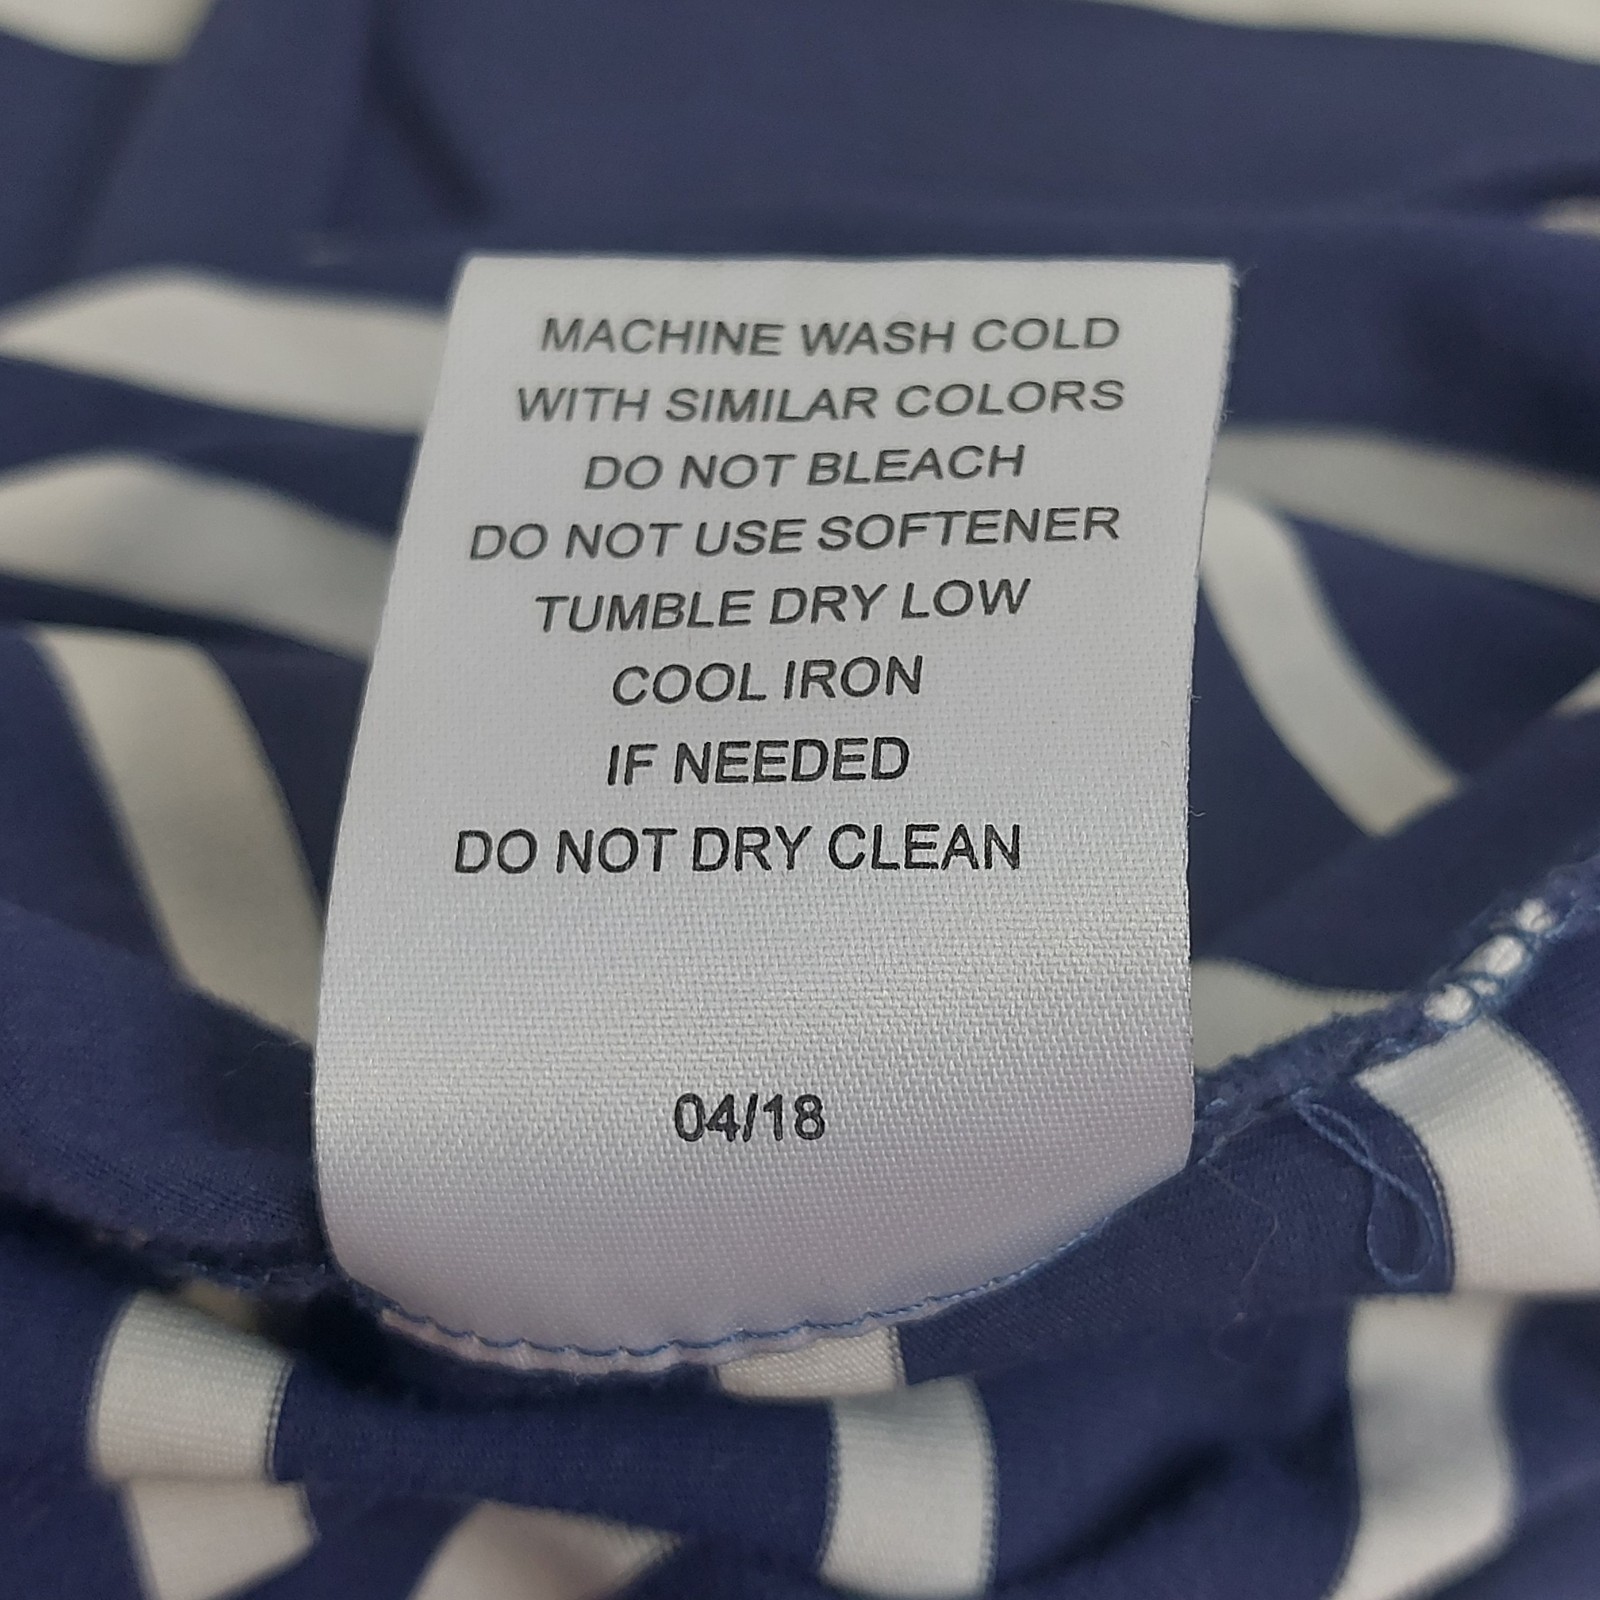 MACHINE WASH COLD
WITH SIMILAR COLORS
DO NOT BLEACH
DO NOT USE SOFTENER
TUMBLE DRY LOW
COOL IRON
IF NEEDED
DO NOT DRY CLEAN
04/18